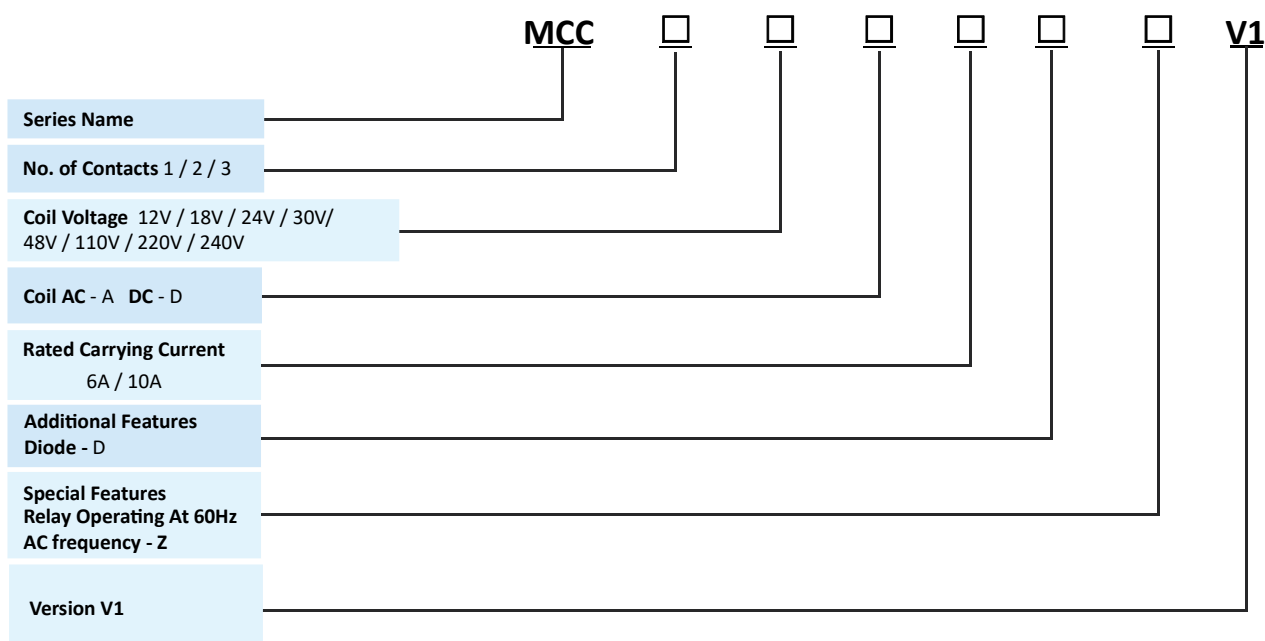 MCC □ □ □ □ □ □ V1
Series Name
No. of Contacts 1 / 2 / 3
Coil Voltage 12V / 18V / 24V / 30V/
48V / 110V / 220V / 240V
Coil AC - A DC - D
Rated Carrying Current
6A / 10A
Additional Features
Diode - D
Special Features
Relay Operating At 60Hz
AC frequency - Z
Version V1